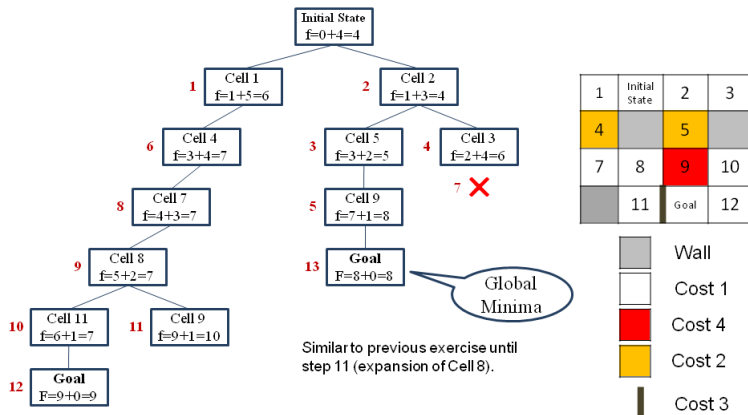 Initial State
f=0+4=4
1
Cell 1
f=1+5=6
2
Cell 2
f=1+3=4
6
Cell 4
f=3+4=7
3
Cell 5
f=3+2=5
4
Cell 3
f=2+4=6
7
8
Cell 7
f=4+3=7
5
Cell 9
f=7+1=8
9
Cell 8
f=5+2=7
13
Goal
F=8+0=8
Global
Minima
10
Cell 11
f=6+1=7
11
Cell 9
f=9+1=10
12
Goal
F=9+0=9
Similar to previous exercise until
step 11 (expansion of Cell 8).
1
Initial
State
2
3
4
5
7
8
9
10
11
Goal
12
Wall
Cost 1
Cost 4
Cost 2
Cost 3